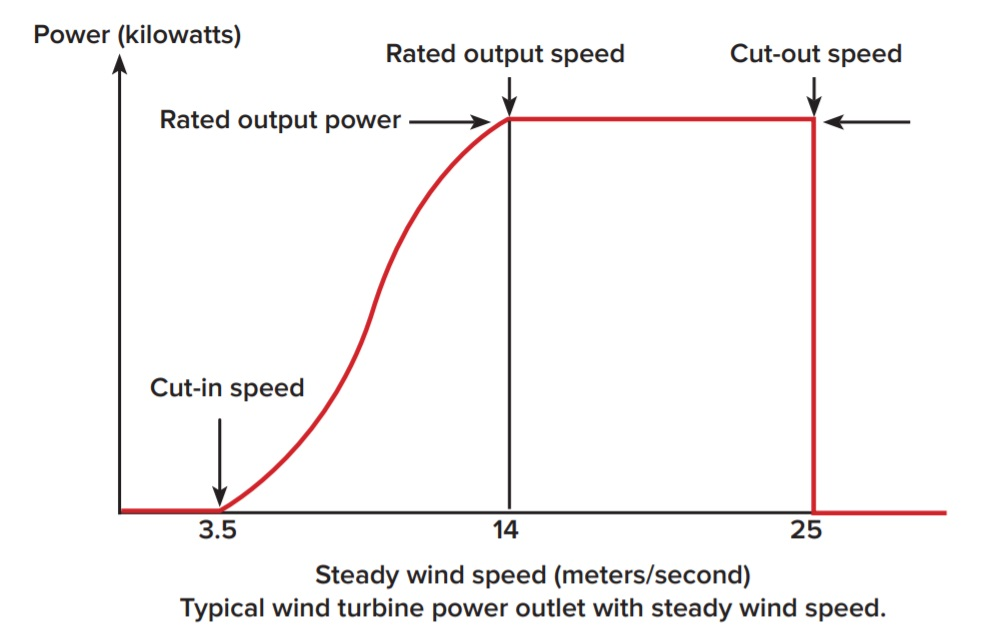 Power (kilowatts)
Rated output speed
Cut-out speed
Rated output power
Cut-in speed
3.5
14
25
Steady wind speed (meters/second)
Typical wind turbine power outlet with steady wind speed.